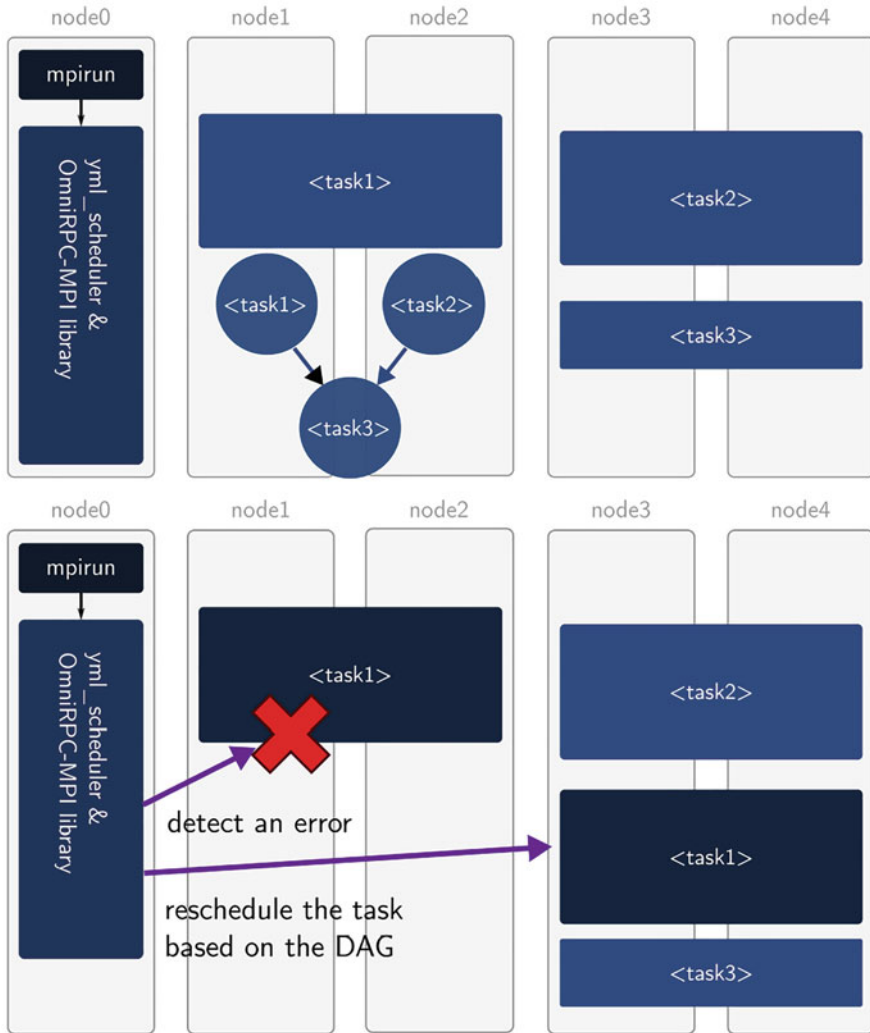 node0
node1
node2
node3
node4
mpirun
yml_scheduler &
OmniRPC-MPI library
<task1>
<task2>
<task1>
<task2>
<task3>
<task3>
node0
node1
node2
node3
node4
mpirun
yml_scheduler &
OmniRPC-MPI library
<task1>
<task2>
detect an error
<task1>
reschedule the task
based on the DAG
<task3>